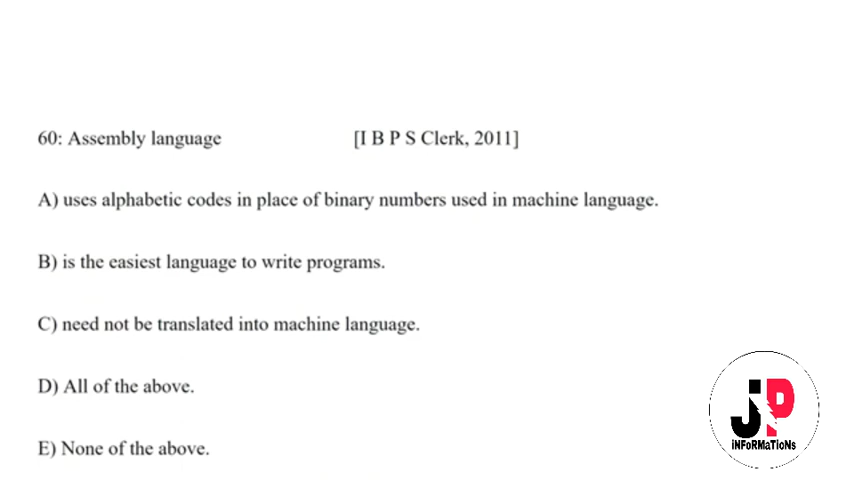 60: Assembly language [I B P S Clerk, 2011]
A) uses alphabetic codes in place of binary numbers used in machine language.
B) is the easiest language to write programs.
C) need not be translated into machine language.
D) All of the above.
E) None of the above.
JP
iNFoRMaTioNs